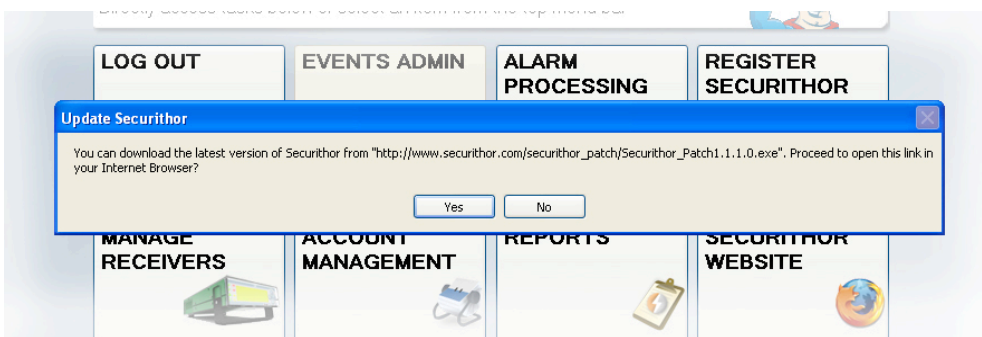 LOG OUT
EVENTS ADMIN
ALARM
PROCESSING
REGISTER
SECURITHOR
Update Securithor
You can download the latest version of Securithor from "http://www.securithor.com/securithor_patch/Securithor_Patch1.1.1.0.exe". Proceed to open this link in
your Internet Browser?
Yes
No
MANAGE
RECEIVERS
ACCOUNT
MANAGEMENT
REPORTS
SECURITHOR
WEBSITE